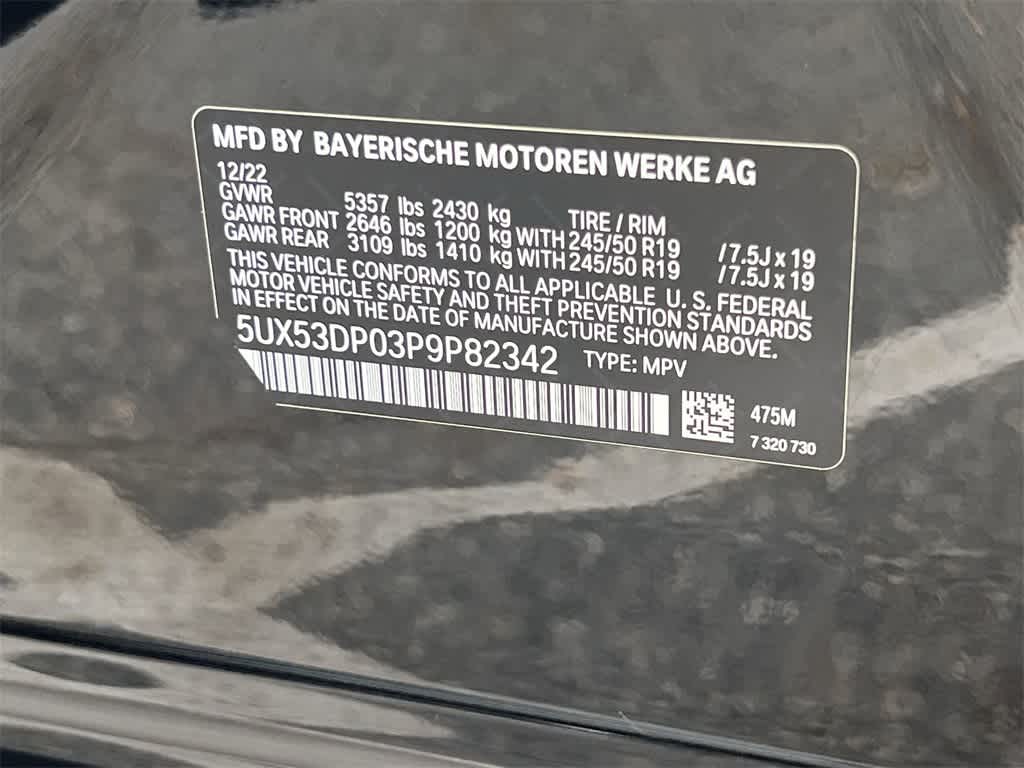 MFD BY BAYERISCHE MOTOREN WERKE AG
12/22
GVWR 5357 lbs 2430 kg TIRE / RIM
GAWR FRONT 2646 lbs 1200 kg WITH 245/50 R19 /7.5J x 19
GAWR REAR 3109 lbs 1410 kg WITH 245/50 R19 /7.5J x 19
THIS VEHICLE CONFORMS TO ALL APPLICABLE U. S. FEDERAL
MOTOR VEHICLE SAFETY AND THEFT PREVENTION STANDARDS
IN EFFECT ON THE DATE OF MANUFACTURE SHOWN ABOVE.
5UX53DP03P9P82342 TYPE: MPV
475M
7 320 730